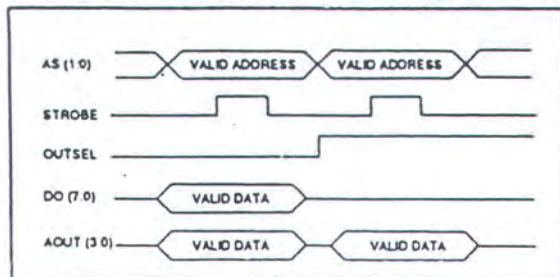 AS (1:0) VALID ADDRESS VALID ADDRESS
STROBE
OUTSEL
DO (7:0) VALID DATA
AOUT (3:0) VALID DATA VALID DATA